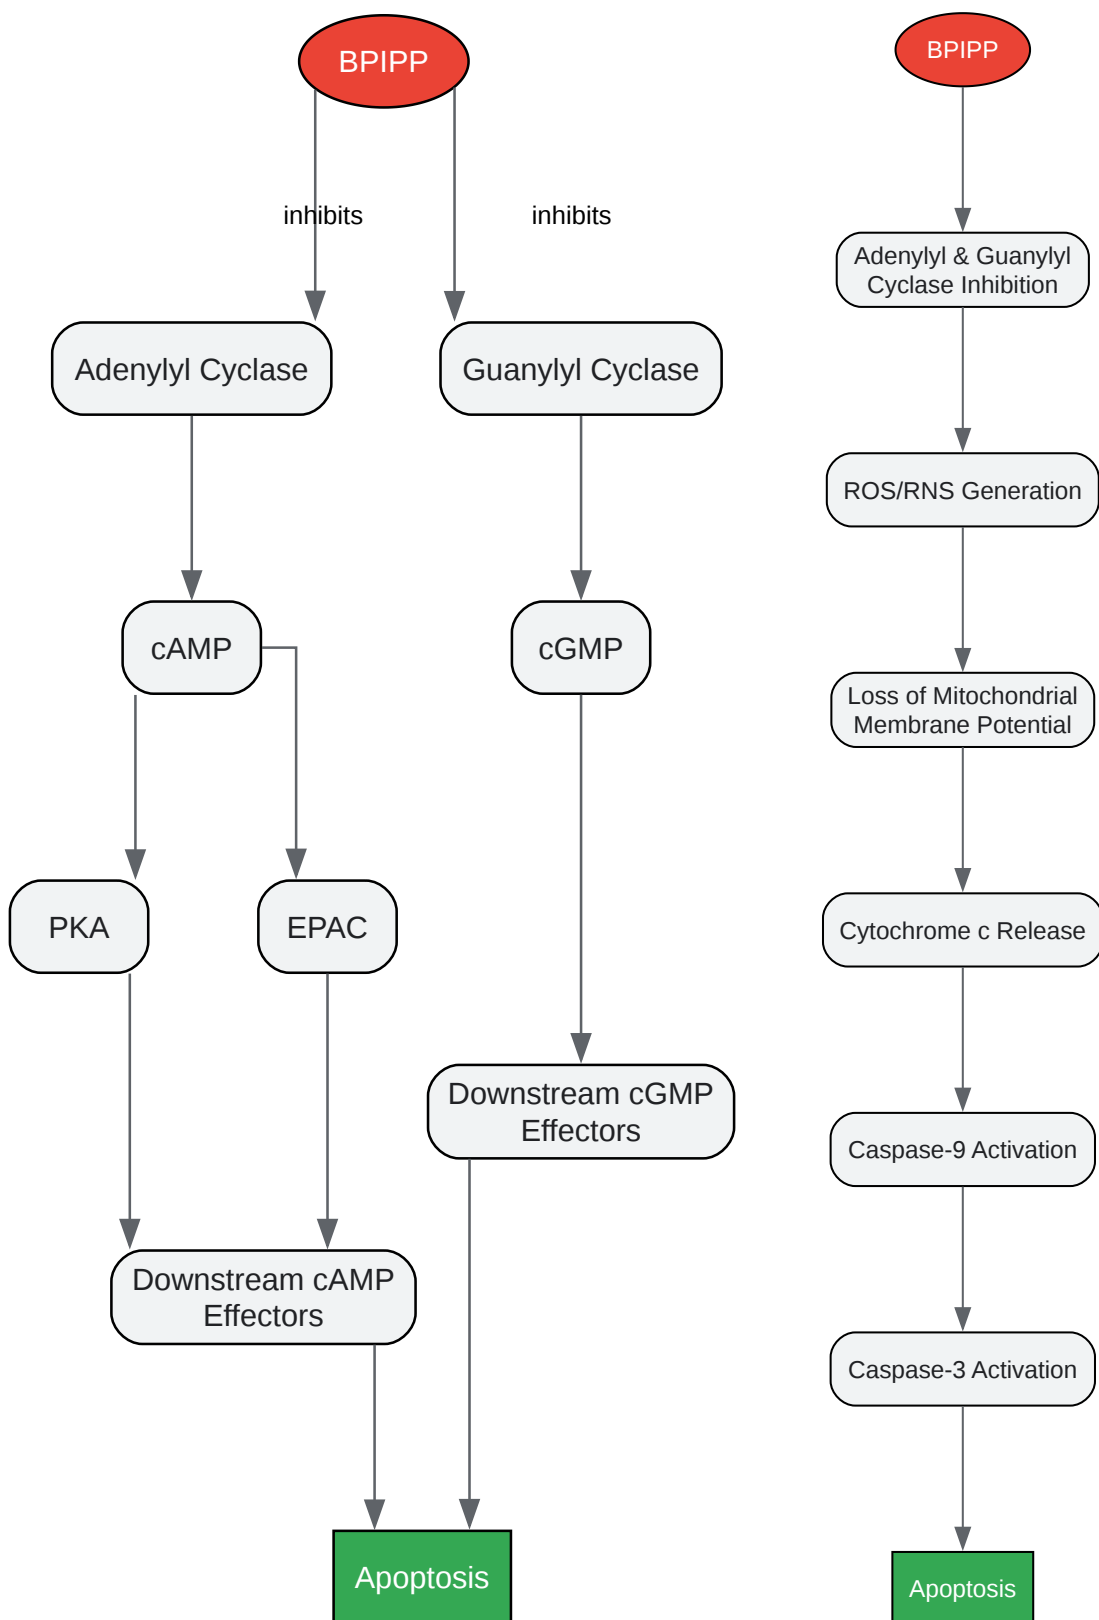 BPIPP
inhibits
inhibits
Adenylyl Cyclase
Guanylyl Cyclase
cAMP
cGMP
PKA
EPAC
Downstream cGMP
Effectors
Downstream cAMP
Effectors
Apoptosis
BPIPP
Adenylyl & Guanylyl
Cyclase Inhibition
ROS/RNS Generation
Loss of Mitochondrial
Membrane Potential
Cytochrome c Release
Caspase-9 Activation
Caspase-3 Activation
Apoptosis